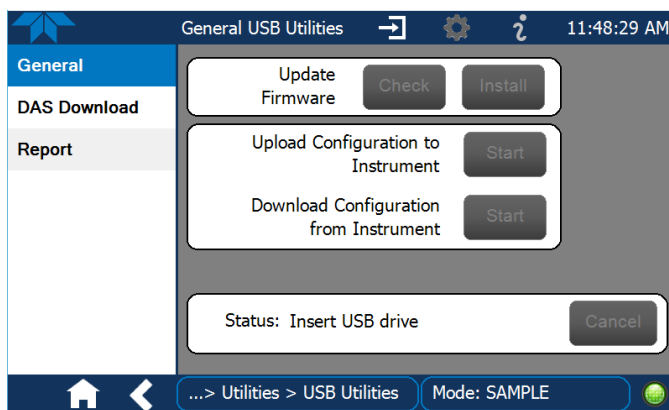 General USB Utilities 11:48:29 AM
General
DAS Download
Report
Update
Firmware
Check
Install
Upload Configuration to
Instrument
Start
Download Configuration
from Instrument
Start
Status: Insert USB drive
Cancel
...> Utilities > USB Utilities
Mode: SAMPLE